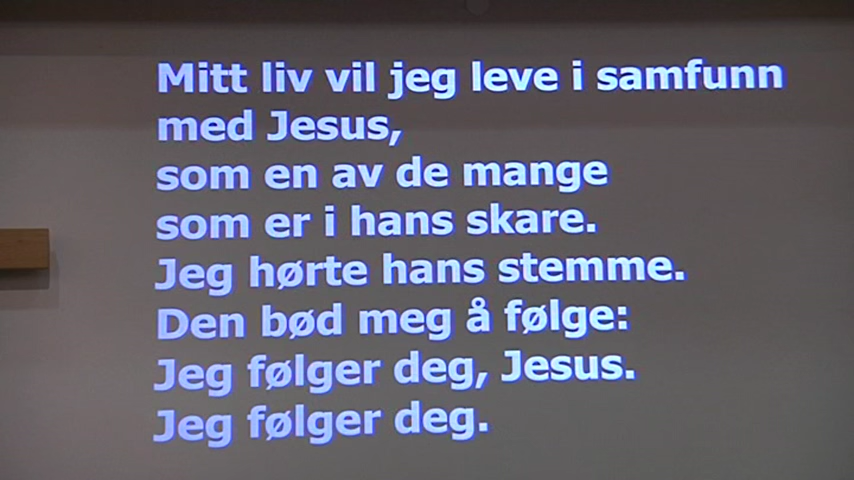 Mitt liv vil jeg leve i samfunn
med Jesus,
som en av de mange
som er i hans skare.
Jeg hørte hans stemme.
Den bød meg å følge:
Jeg følger deg, Jesus.
Jeg følger deg.